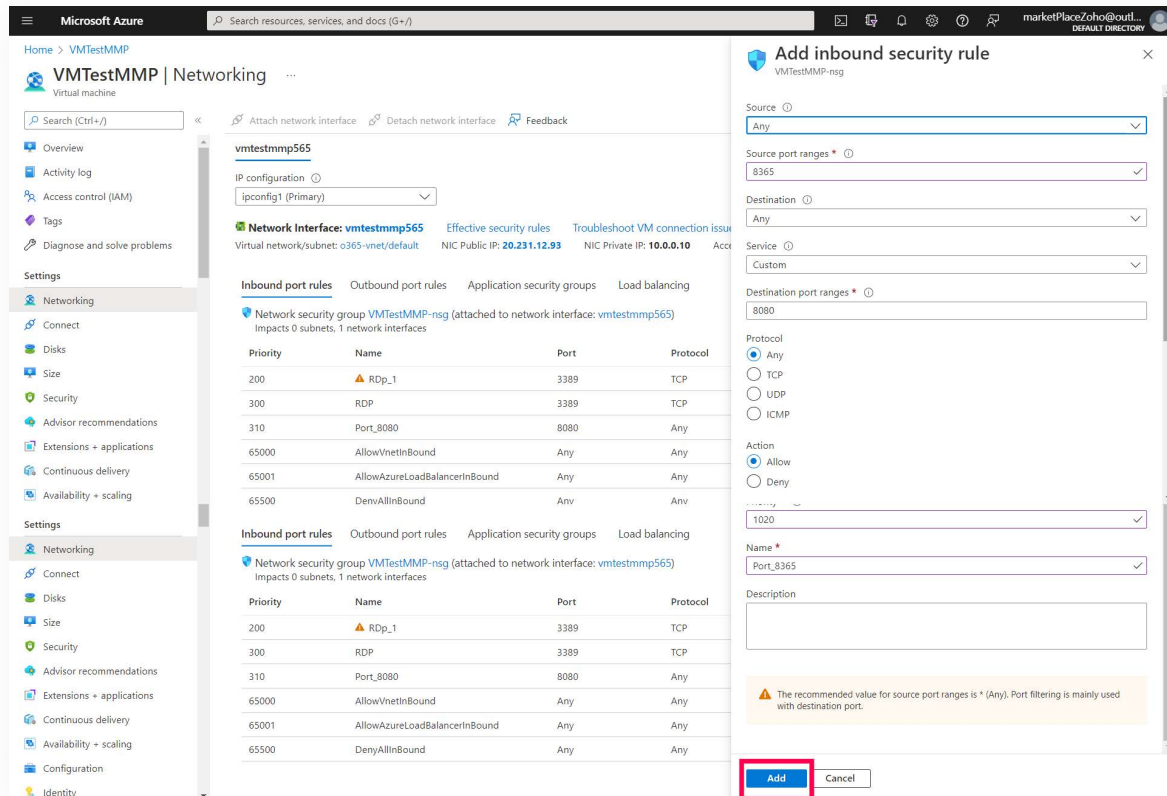 Microsoft Azure
Search resources, services, and docs (G+/)
marketPlaceZoho@outl...
DEFAULT DIRECTORY
Home > VMTestMMP
VMTestMMP | Networking ...
Virtual machine
Search (Ctrl+/)
«
Overview
Activity log
Access control (IAM)
Tags
Diagnose and solve problems
Settings
Networking
Connect
Disks
Size
Security
Advisor recommendations
Extensions + applications
Continuous delivery
Availability + scaling
Settings
Networking
Connect
Disks
Size
Security
Advisor recommendations
Extensions + applications
Continuous delivery
Availability + scaling
Configuration
Identity
Attach network interface Detach network interface Feedback
vmtestmmp565
IP configuration
ipconfig1 (Primary)
Network Interface: vmtestmmp565 Effective security rules Troubleshoot VM connection issue
Virtual network/subnet: o365-vnet/default NIC Public IP: 20.231.12.93 NIC Private IP: 10.0.0.10 Acce
Inbound port rules Outbound port rules Application security groups Load balancing
Network security group VMTestMMP-nsg (attached to network interface: vmtestmmp565)
Impacts 0 subnets, 1 network interfaces
Priority Name Port Protocol
200 RDp_1 3389 TCP
300 RDP 3389 TCP
310 Port_8080 8080 Any
65000 AllowVnetInBound Any Any
65001 AllowAzureLoadBalancerInBound Any Any
65500 DenyAllInBound Any Any
Inbound port rules Outbound port rules Application security groups Load balancing
Network security group VMTestMMP-nsg (attached to network interface: vmtestmmp565)
Impacts 0 subnets, 1 network interfaces
Priority Name Port Protocol
200 RDp_1 3389 TCP
300 RDP 3389 TCP
310 Port_8080 8080 Any
65000 AllowVnetInBound Any Any
65001 AllowAzureLoadBalancerInBound Any Any
65500 DenyAllInBound Any Any
Add inbound security rule
VMTestMMP-nsg
Source
Any
Source port ranges *
8365
Destination
Any
Service
Custom
Destination port ranges *
8080
Protocol
Any
TCP
UDP
ICMP
Action
Allow
Deny
1020
Name *
Port_8365
Description
The recommended value for source port ranges is * (Any). Port filtering is mainly used
with destination port.
Add Cancel